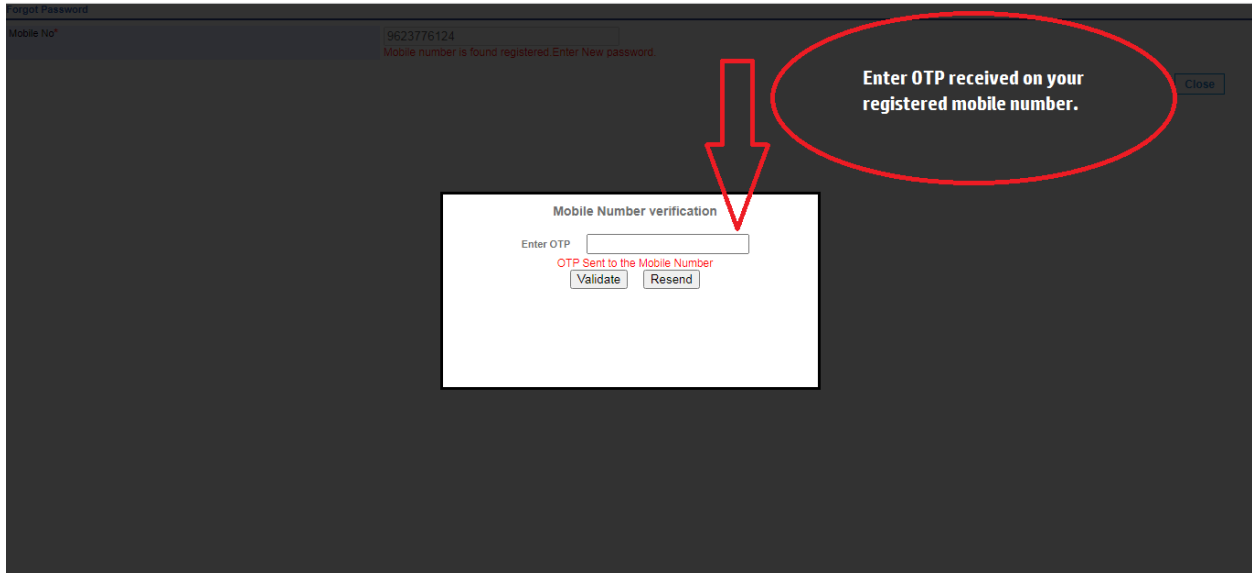 Forgot Password
Mobile No*
9623776124
Mobile number is found registered.Enter New password.
Enter OTP received on your
registered mobile number.
Close
Mobile Number verification
Enter OTP
OTP Sent to the Mobile Number
Validate Resend